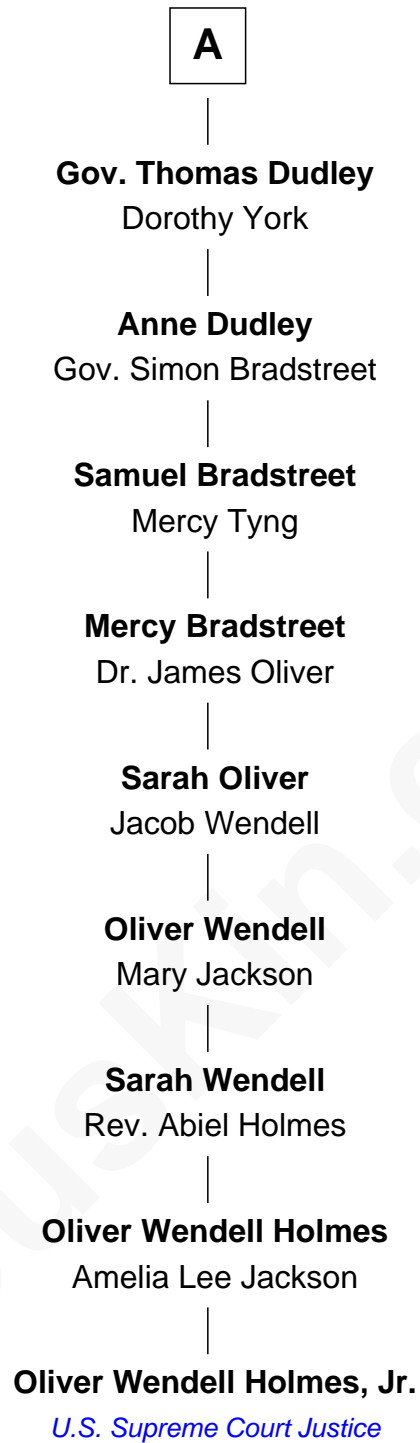 A
Gov. Thomas Dudley
Dorothy York
Anne Dudley
Gov. Simon Bradstreet
Samuel Bradstreet
Mercy Tyng
Mercy Bradstreet
Dr. James Oliver
Sarah Oliver
Jacob Wendell
Oliver Wendell
Mary Jackson
Sarah Wendell
Rev. Abiel Holmes
Oliver Wendell Holmes
Amelia Lee Jackson
Oliver Wendell Holmes, Jr.
U.S. Supreme Court Justice